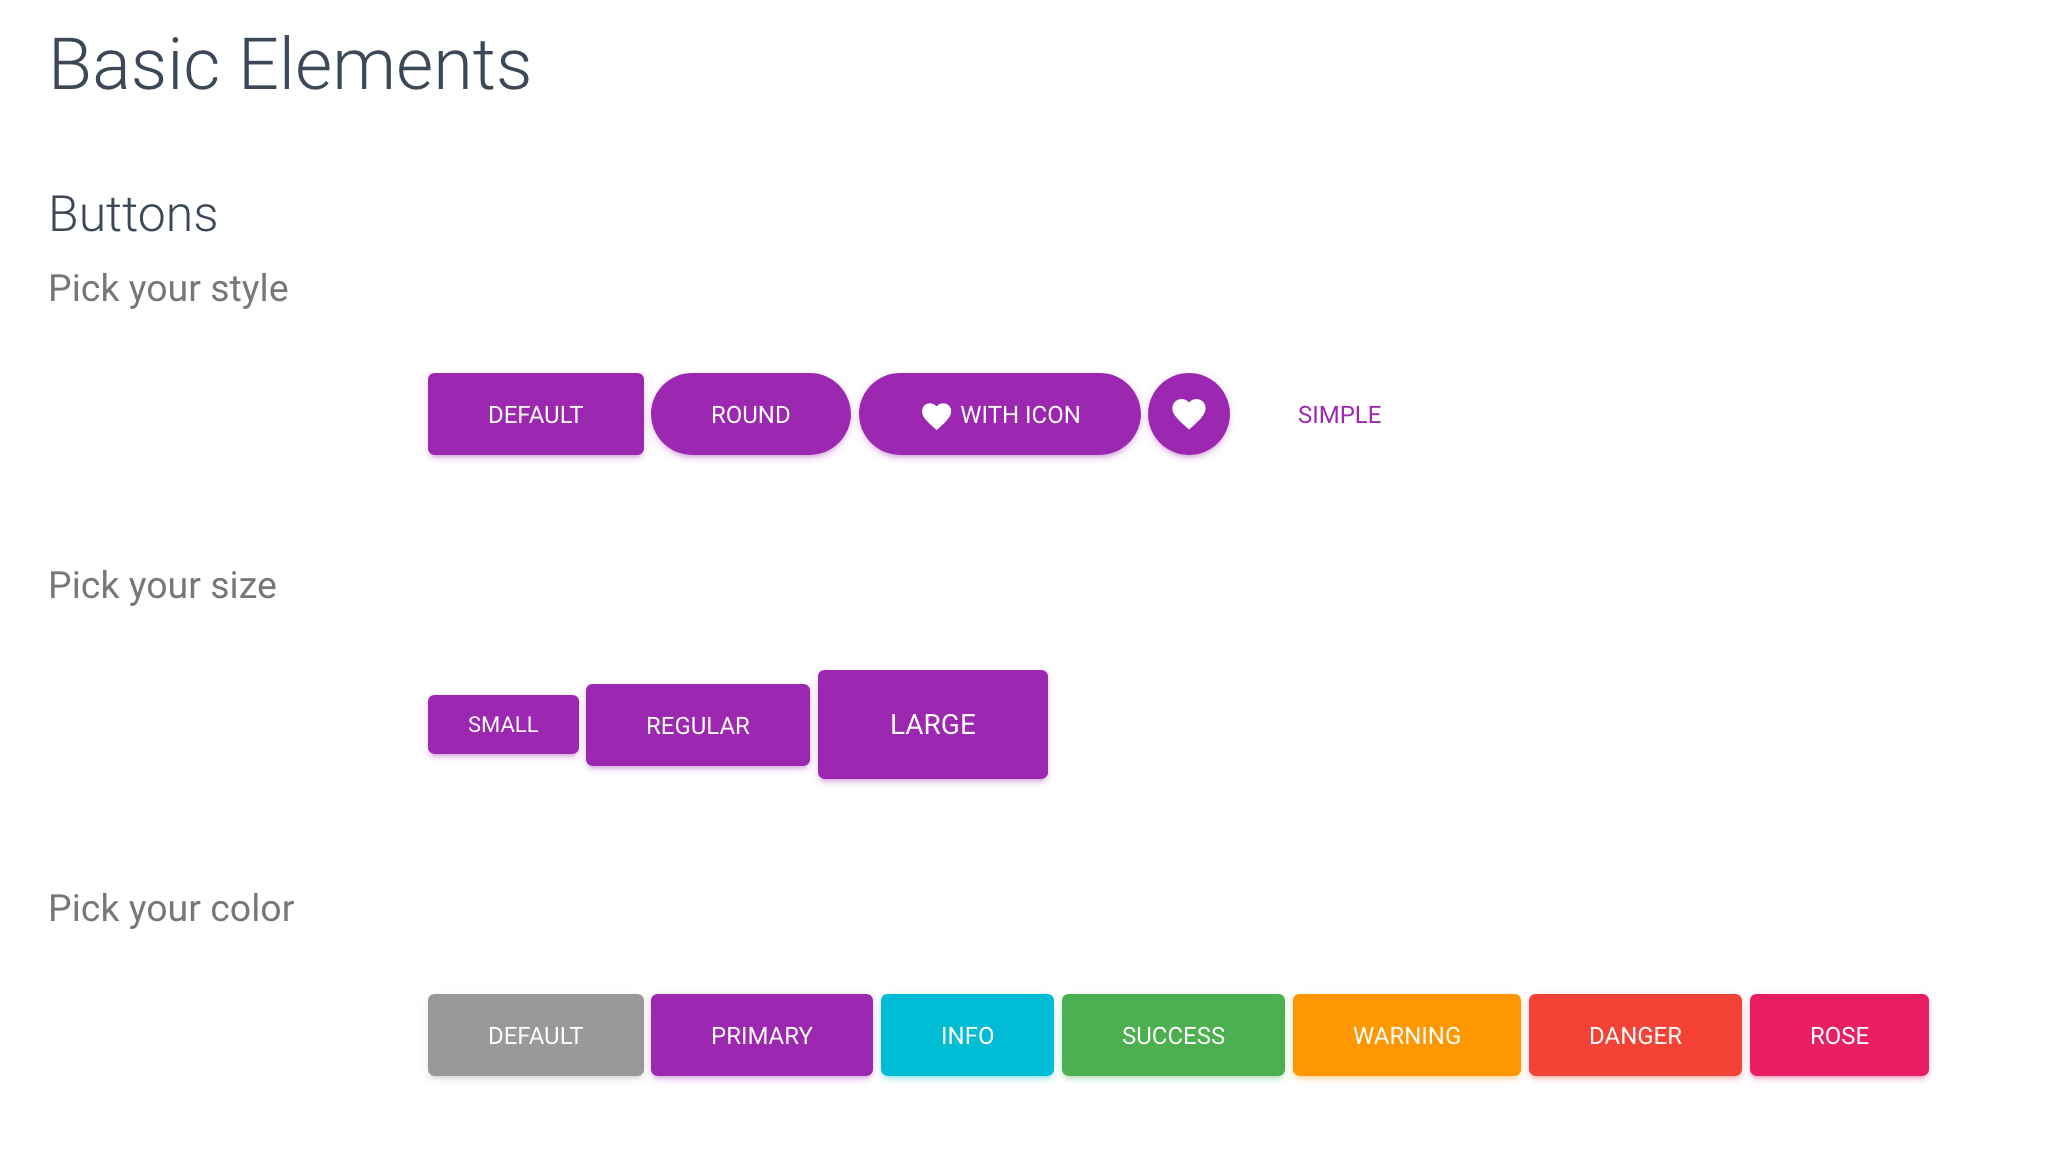 Basic Elements
Buttons
Pick your style
DEFAULT ROUND WITH ICON SIMPLE
Pick your size
SMALL REGULAR LARGE
Pick your color
DEFAULT PRIMARY INFO SUCCESS WARNING DANGER ROSE